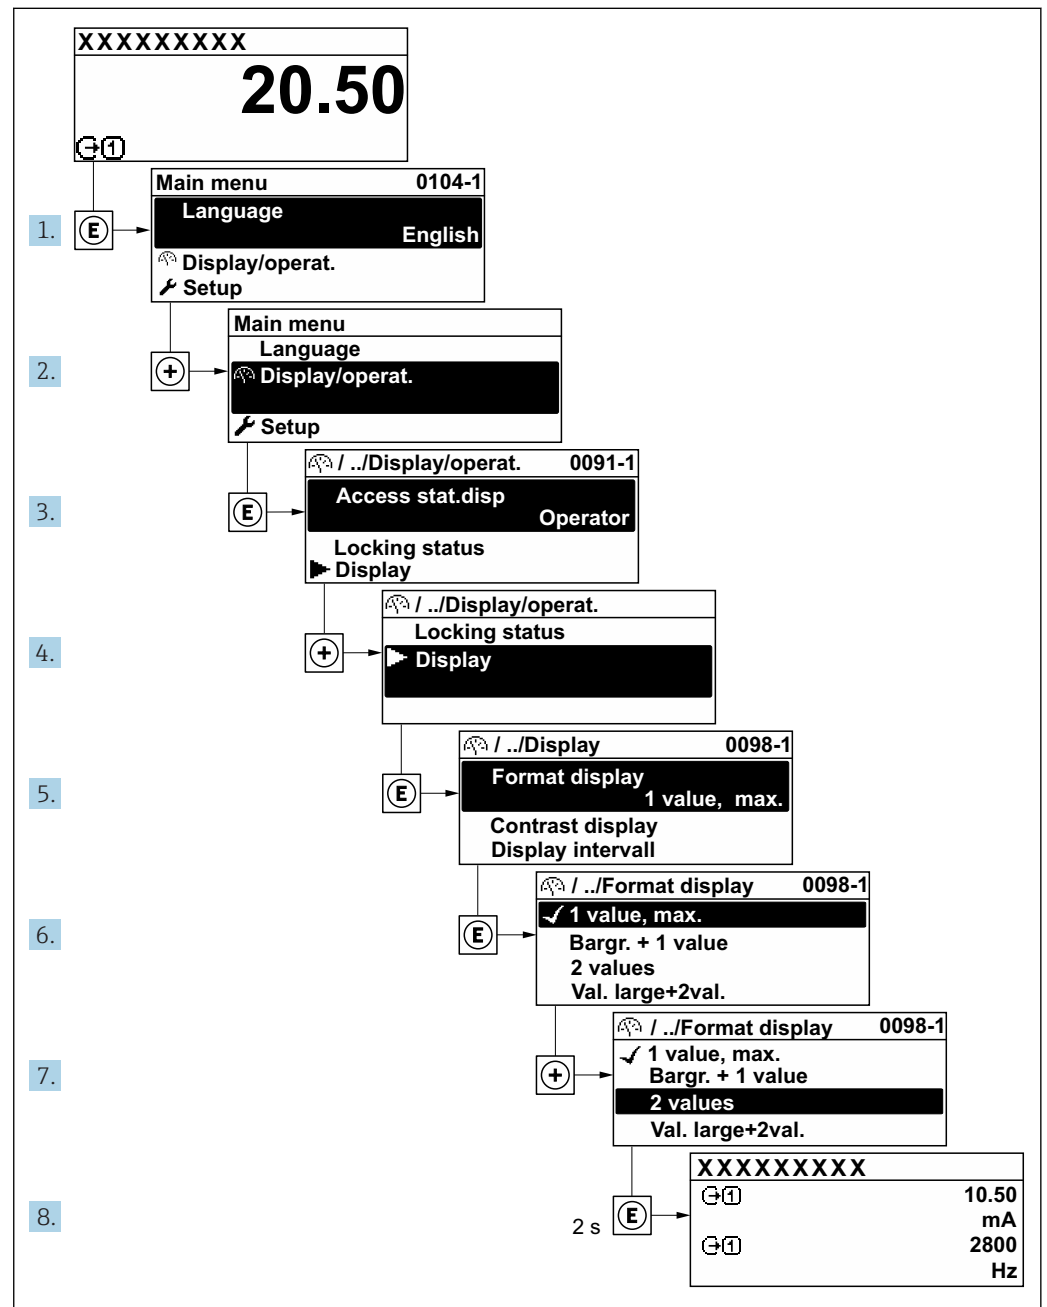 XXXXXXXXX
20.50
1
Main menu 0104-1
1. E Language
English
Display/operat.
Setup
Main menu
Language
2. + Display/operat.
Setup
/ ../Display/operat. 0091-1
Access stat.disp
3. E Operator
Locking status
Display
/ ../Display/operat.
Locking status
4. + Display
/ ../Display 0098-1
Format display
5. E 1 value, max.
Contrast display
Display intervall
/ ../Format display 0098-1
1 value, max.
6. E Bargr. + 1 value
2 values
Val. large+2val.
/ ../Format display 0098-1
1 value, max.
7. + Bargr. + 1 value
2 values
Val. large+2val.
XXXXXXXXX
1 10.50
8. 2 s E mA
1 2800
Hz